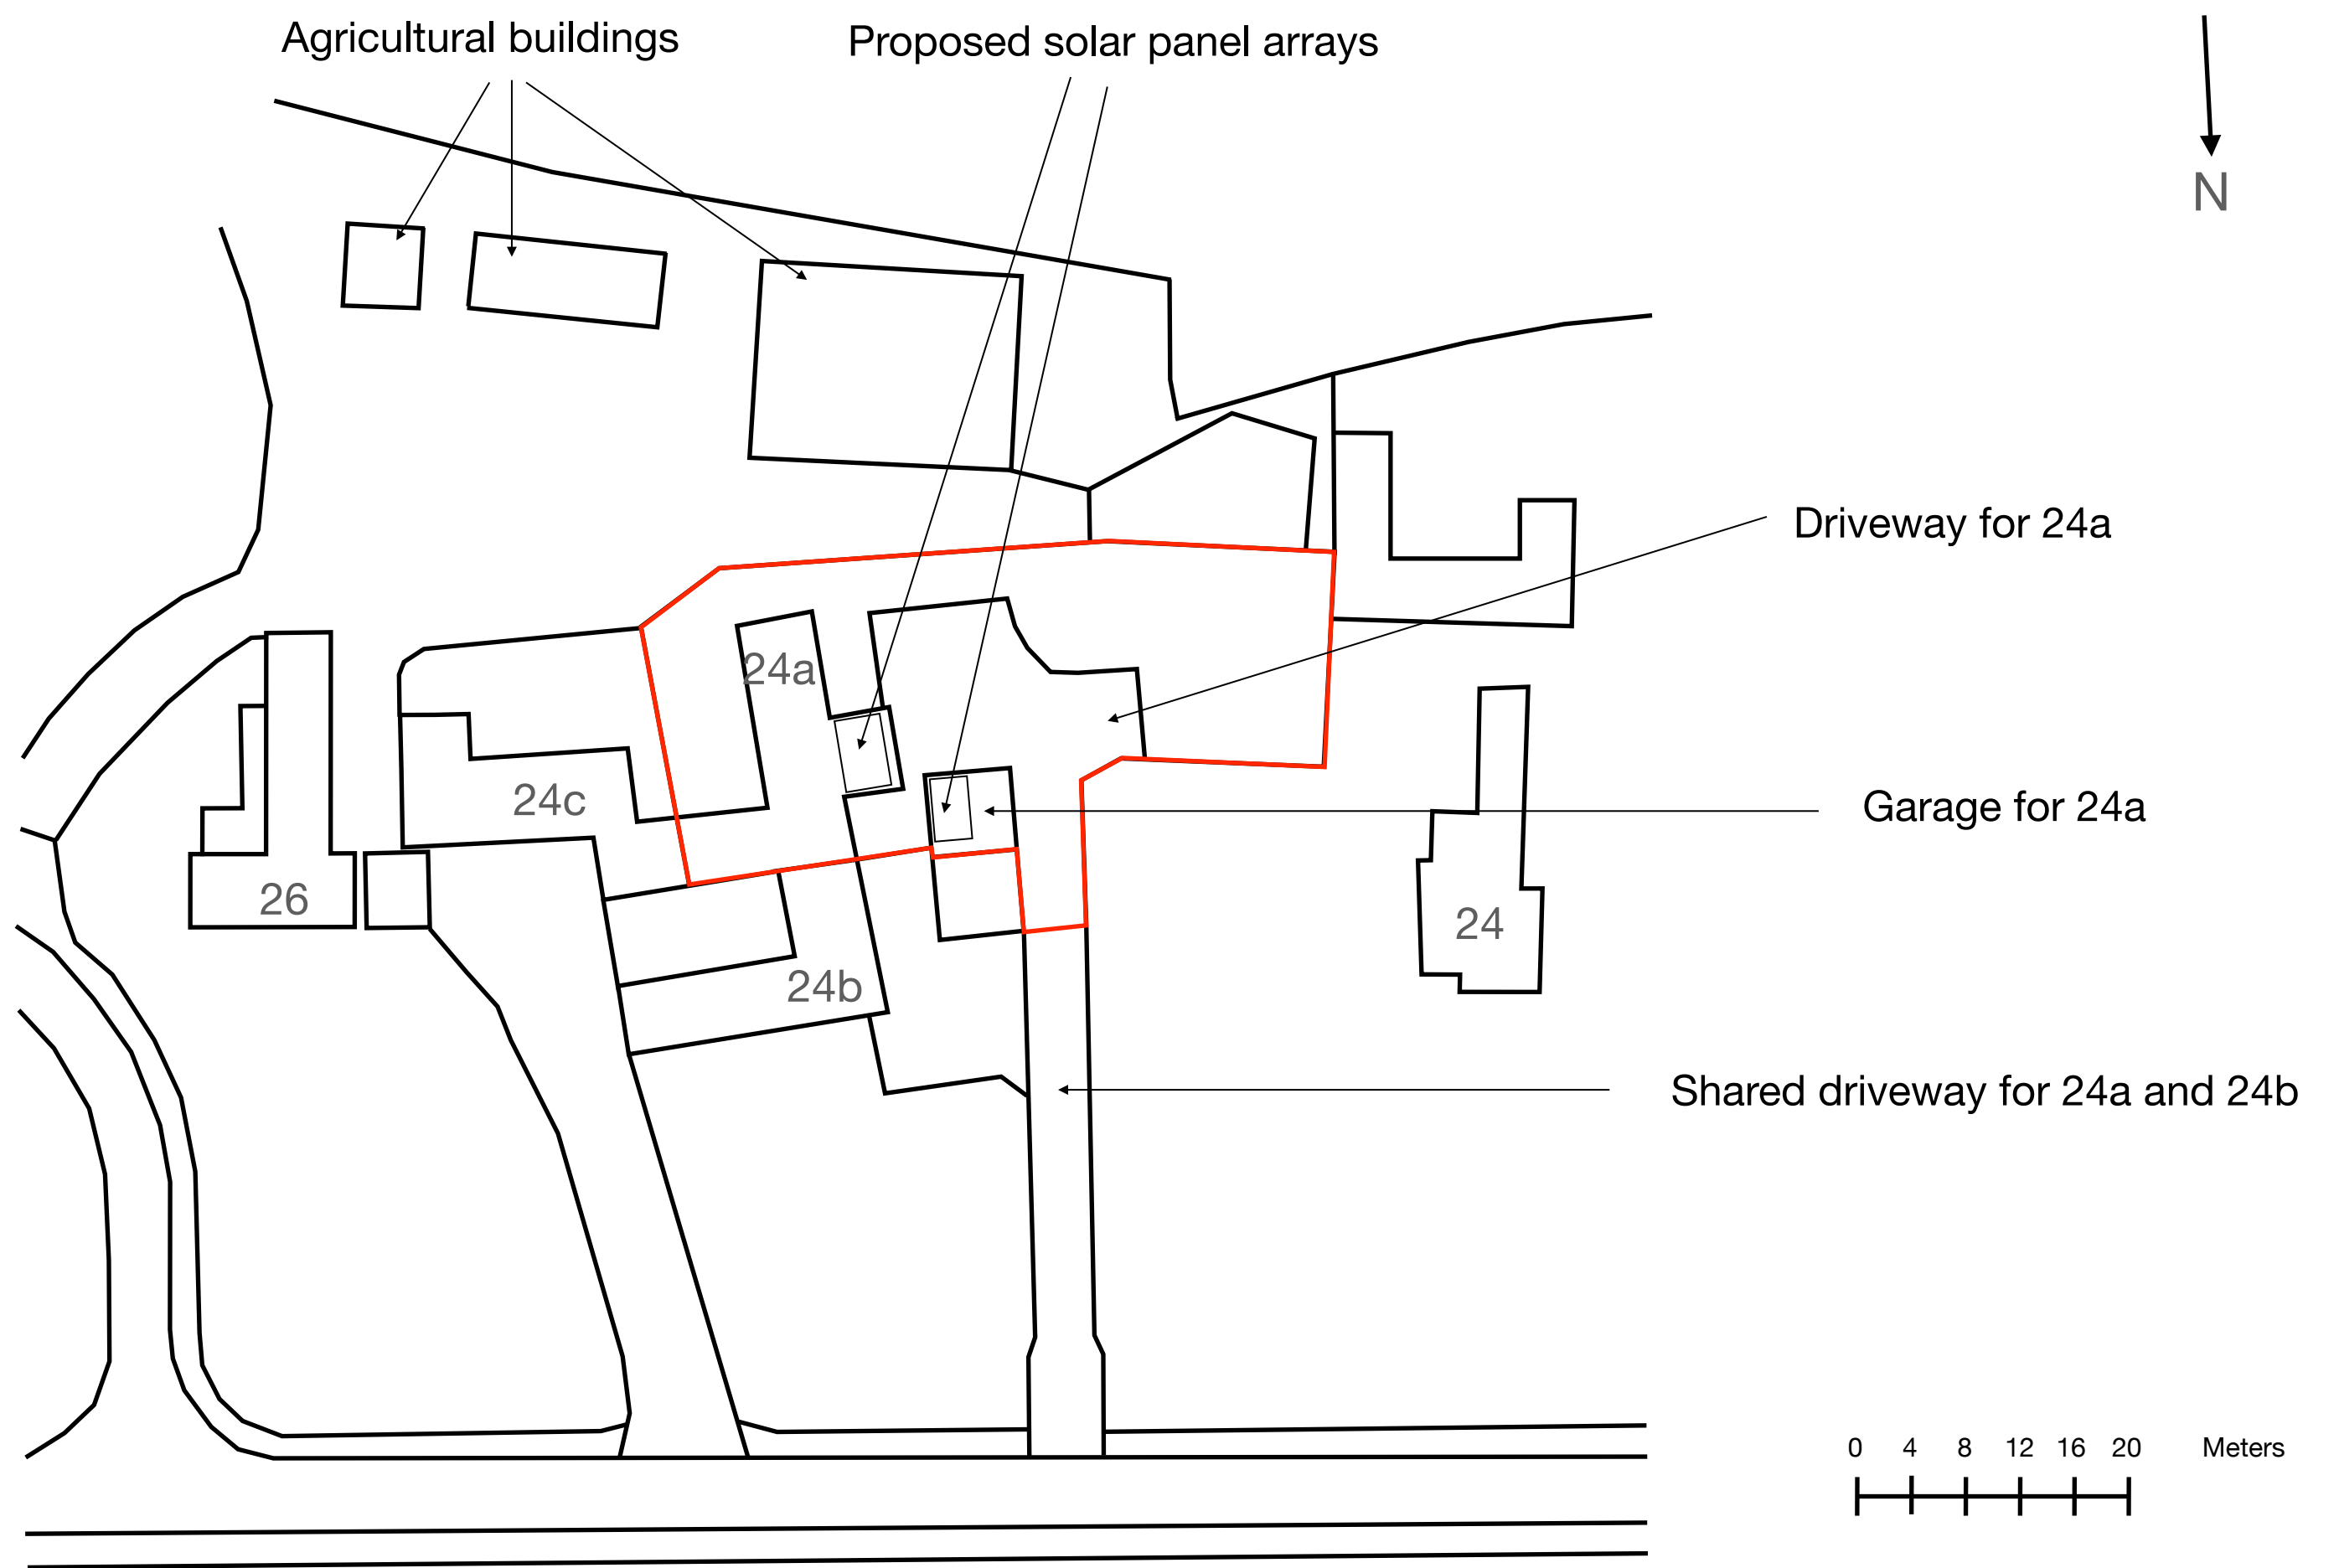 Agricultural buildings
Proposed solar panel arrays
N
Driveway for 24a
24a
24c
Garage for 24a
26
24
24b
Shared driveway for 24a and 24b
0 4 8 12 16 20 Meters